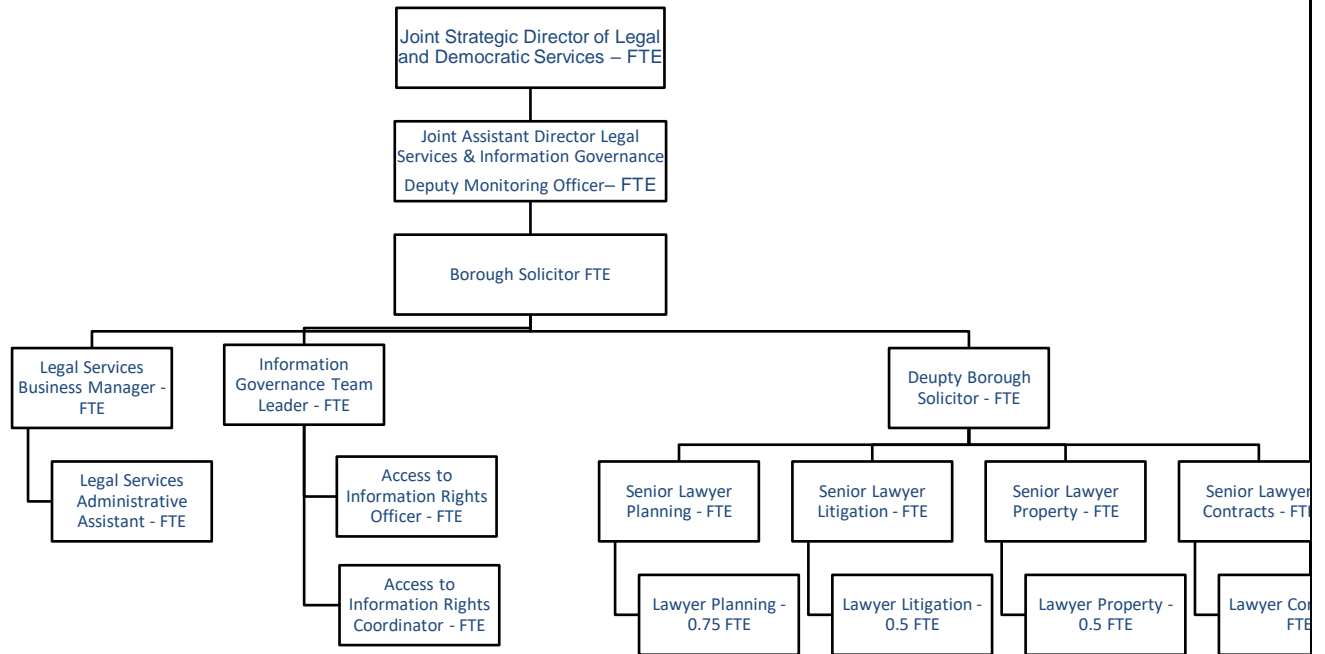 Joint Strategic Director of Legal
and Democratic Services – FTE
Joint Assistant Director Legal
Services & Information Governance
Deputy Monitoring Officer– FTE
Borough Solicitor FTE
Legal Services
Business Manager -
FTE
Information
Governance Team
Leader - FTE
Deupty Borough
Solicitor - FTE
Legal Services
Administrative
Assistant - FTE
Access to
Information Rights
Officer - FTE
Access to
Information Rights
Coordinator - FTE
Senior Lawyer
Planning - FTE
Senior Lawyer
Litigation - FTE
Senior Lawyer
Property - FTE
Senior Lawyer
Contracts -
Lawyer Planning -
0.75 FTE
Lawyer Litigation -
0.5 FTE
Lawyer Property -
0.5 FTE
Lawyer